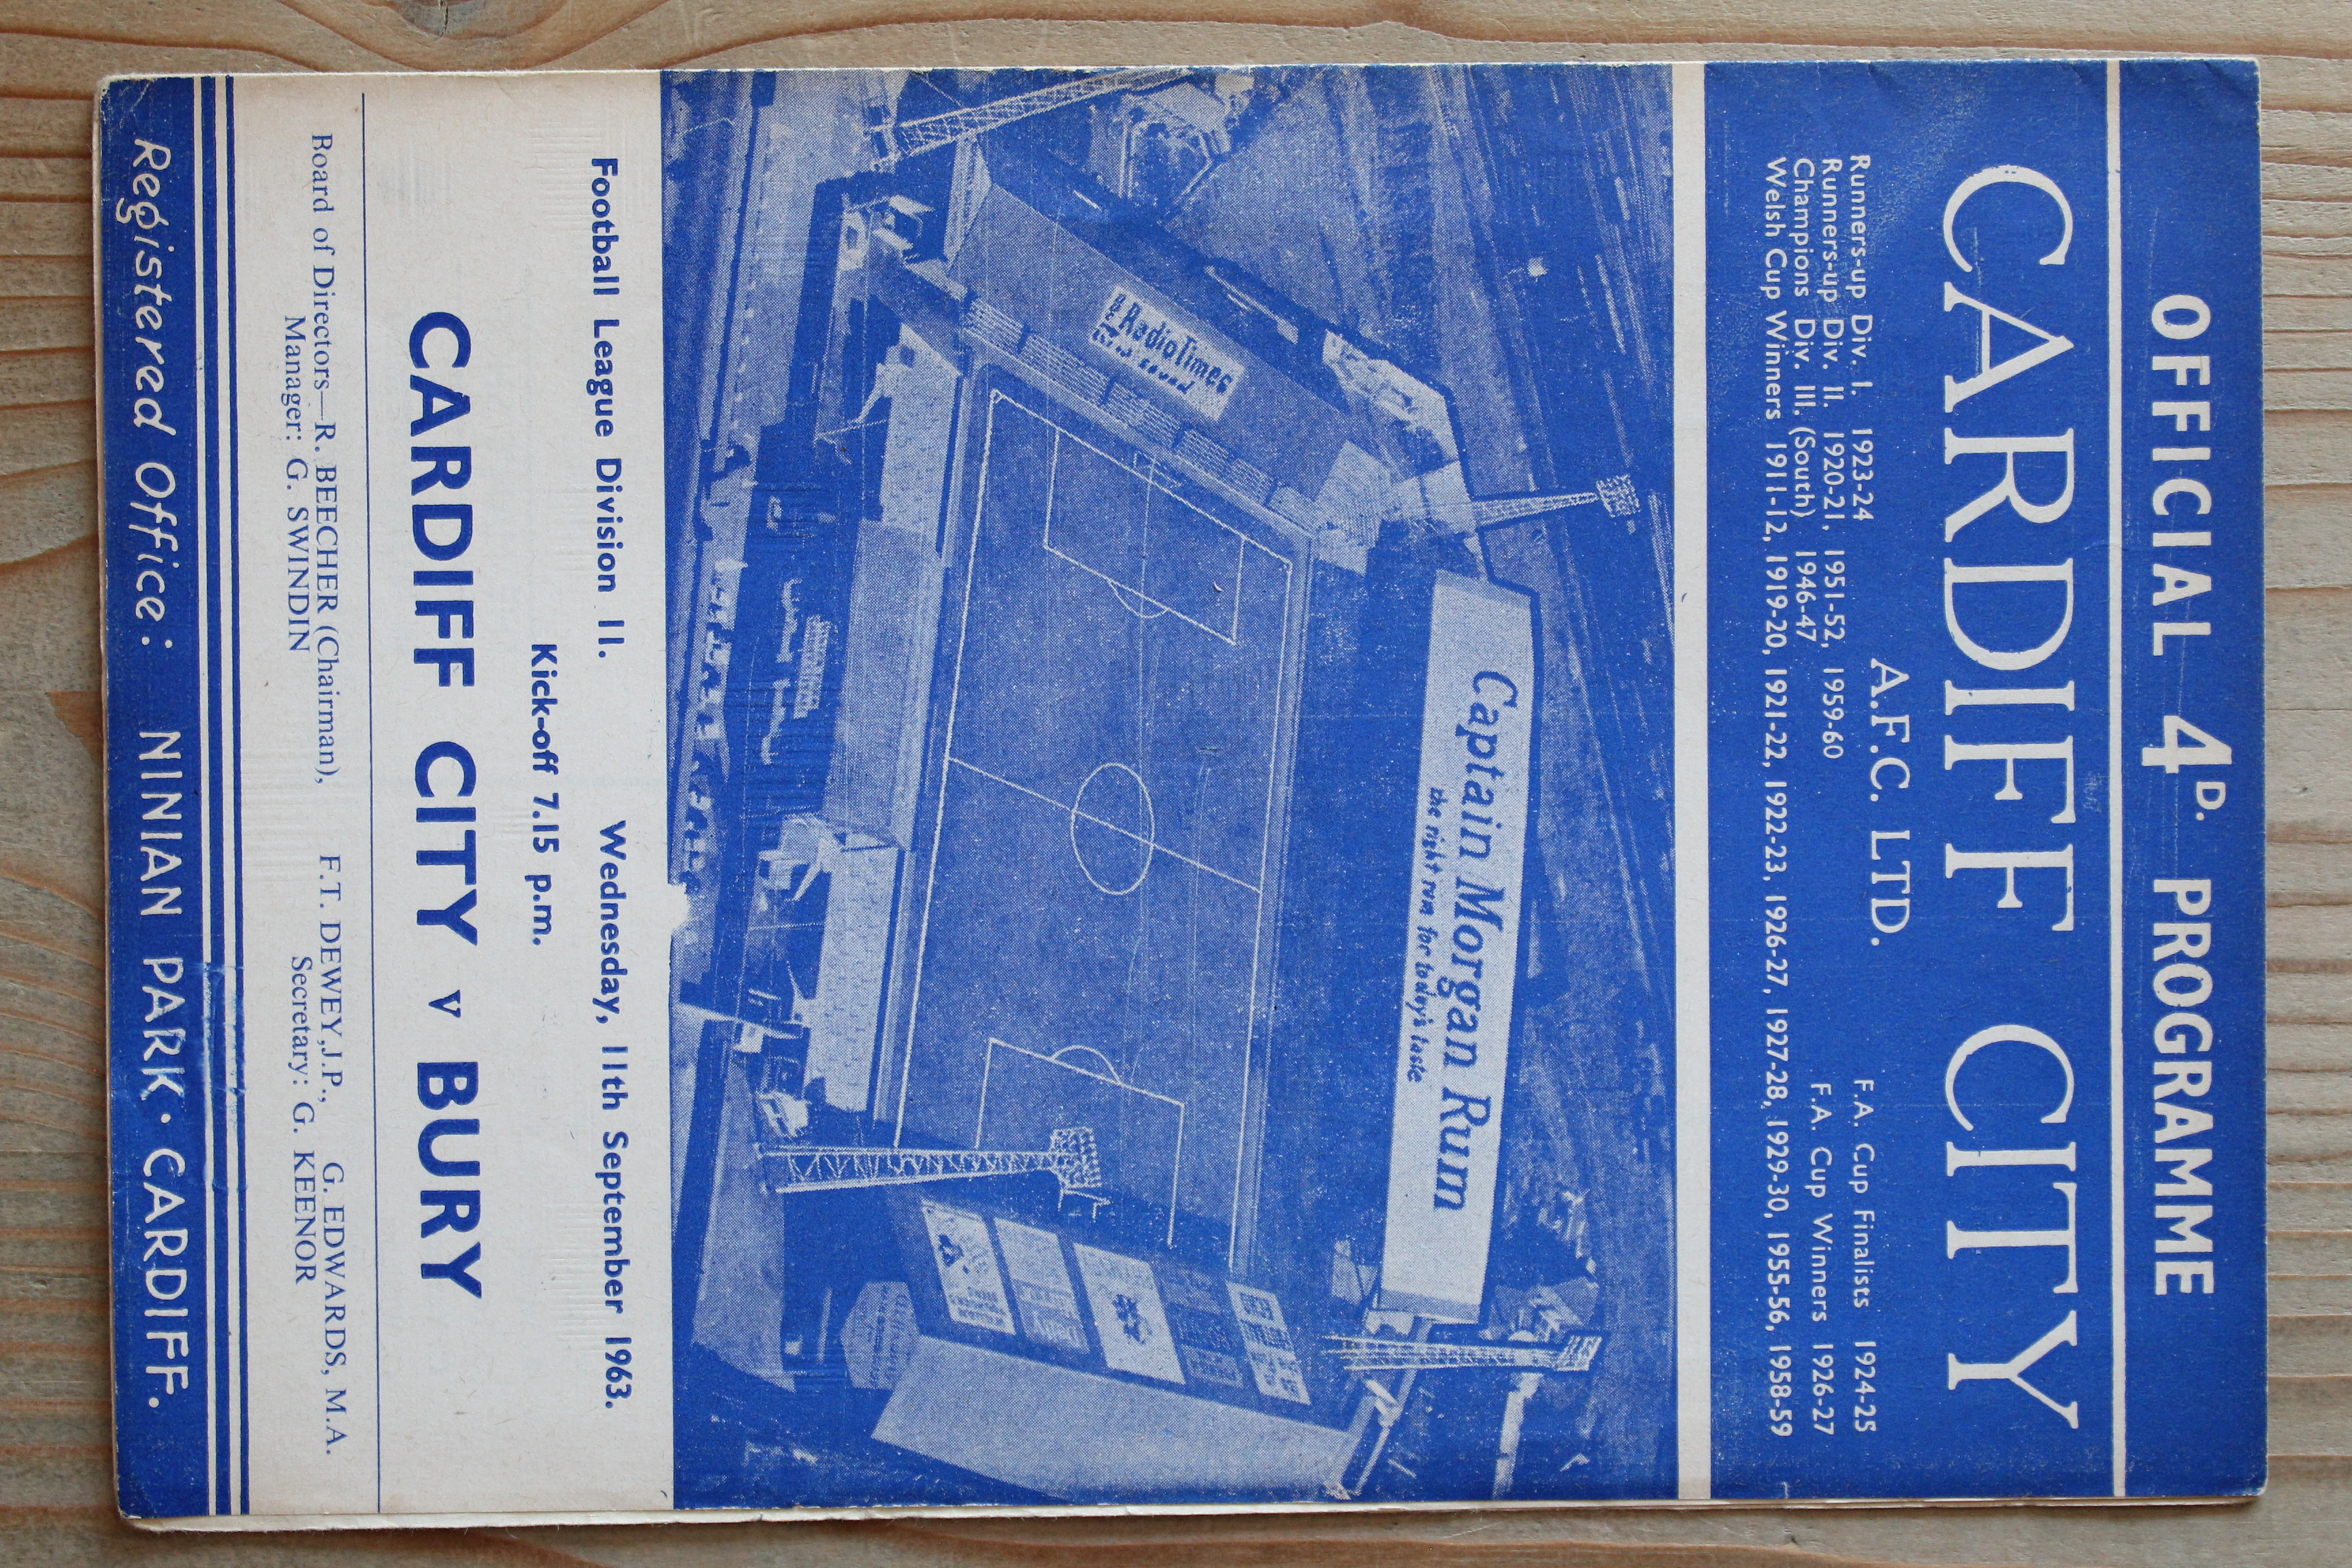 OFFICIAL 4D. PROGRAMME
CARDIFF CITY
A.F.C. LTD.
Runners-up Div. I. 1923-24
Runners-up Div. II. 1920-21, 1951-52, 1959-60
Champions Div. III. (South) 1946-47
F.A. Cup Finalists 1924-25
F.A. Cup Winners 1926-27
Welsh Cup Winners 1911-12, 1919-20, 1921-22, 1922-23, 1926-27, 1927-28, 1929-30, 1955-56, 1958-59
Captain Morgan Rum
the right rum for today's taste
Radio Times
sound
Football League Division II. Wednesday, 11th September 1963.
Kick-off 7.15 p.m.
CARDIFF CITY v BURY
Board of Directors—R. BEECHER (Chairman), F.T. DEWEY,J.P., G. EDWARDS, M.A.
Manager: G. SWINDIN Secretary: G. KEENOR
Registered Office: NINIAN PARK · CARDIFF.